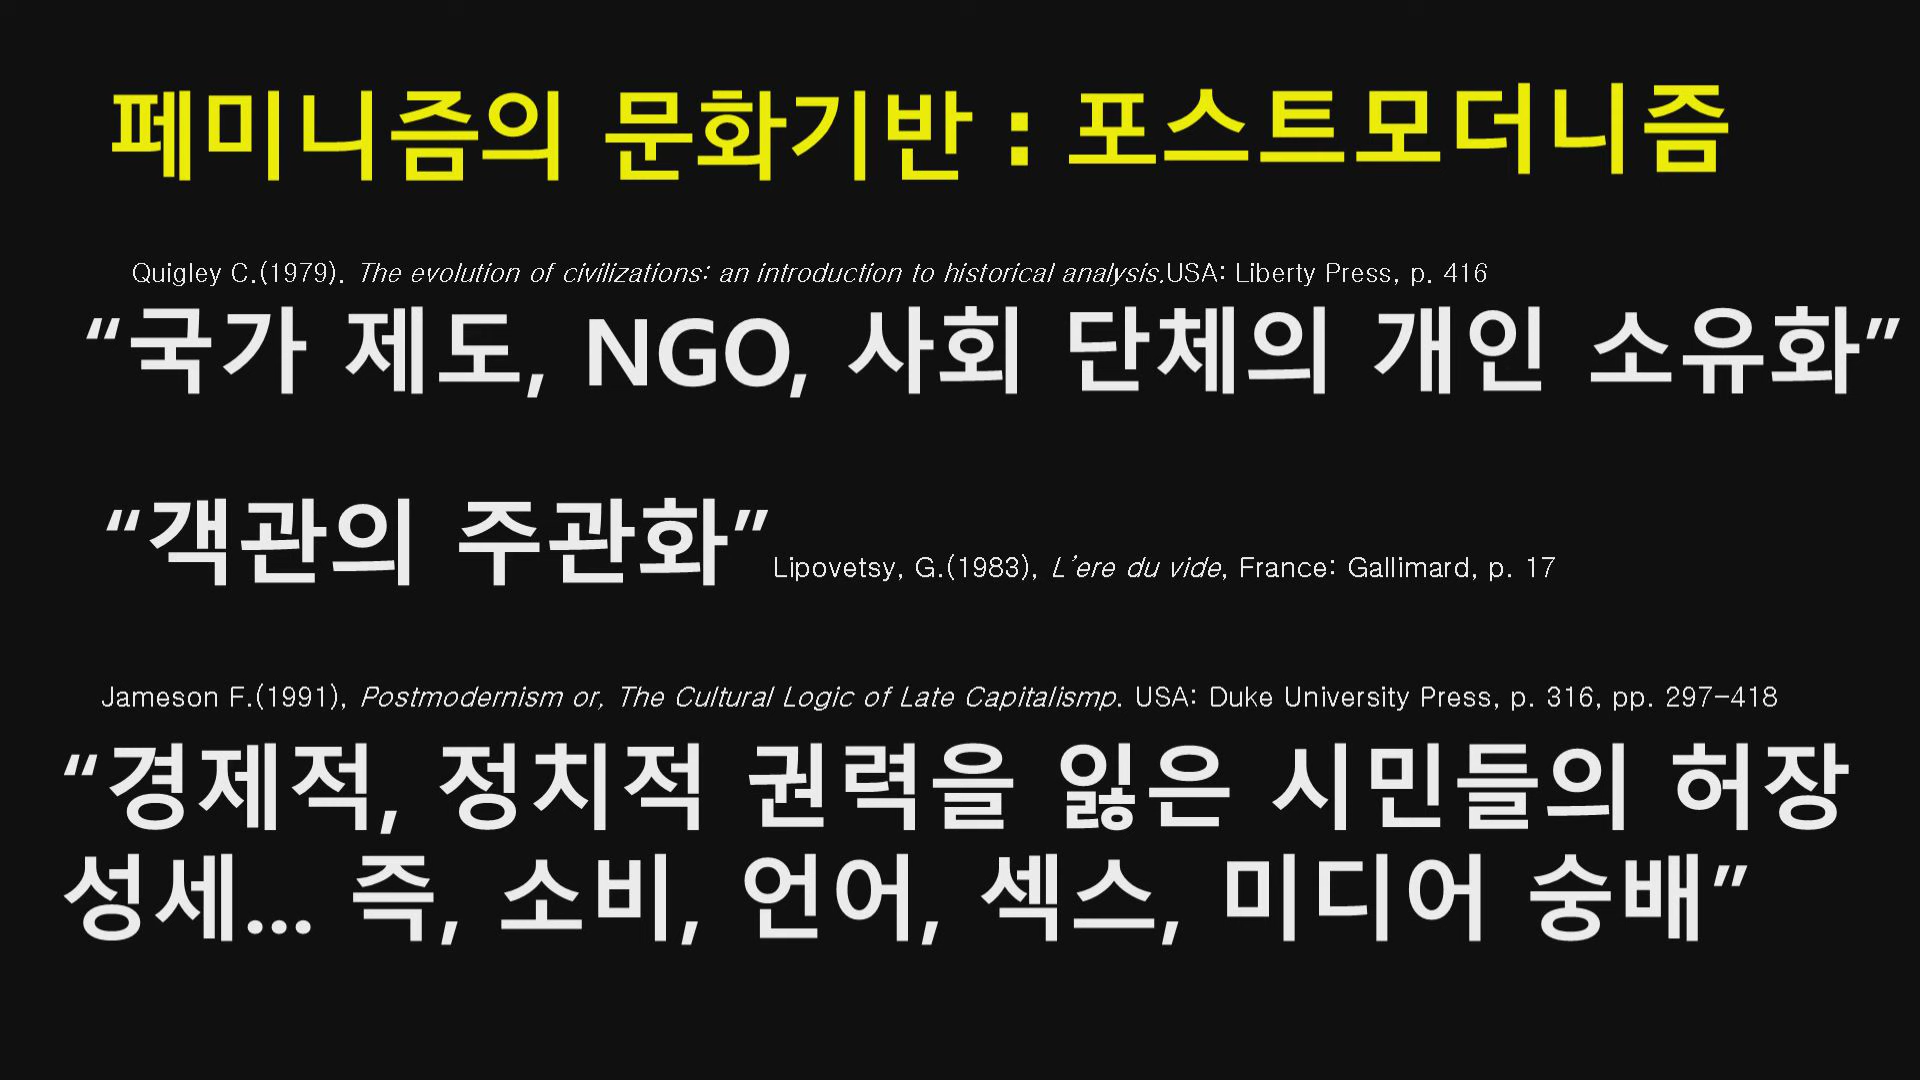 페미니즘의 문화기반 : 포스트모더니즘
Quigley C.(1979). The evolution of civilizations: an introduction to historical analysis.USA: Liberty Press, p. 416
“국가 제도, NGO, 사회 단체의 개인 소유화”
“객관의 주관화” Lipovetsy, G.(1983), L'ere du vide, France: Gallimard, p. 17
Jameson F.(1991), Postmodernism or, The Cultural Logic of Late Capitalismp. USA: Duke University Press, p. 316, pp. 297-418
“경제적, 정치적 권력을 잃은 시민들의 허장
성세... 즉, 소비, 언어, 섹스, 미디어 숭배”